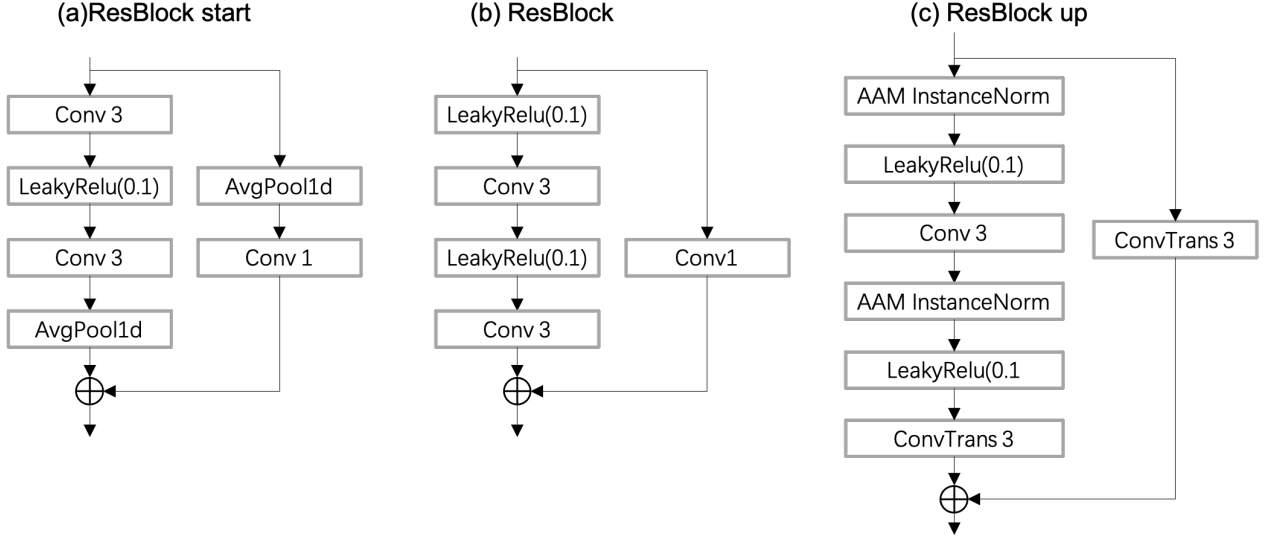 (a)ResBlock start
Conv 3
LeakyRelu(0.1)
Conv 3
AvgPool1d
AvgPool1d
Conv 1
(b) ResBlock
LeakyRelu(0.1)
Conv 3
LeakyRelu(0.1)
Conv 3
Conv1
(c) ResBlock up
AAM InstanceNorm
LeakyRelu(0.1)
Conv 3
AAM InstanceNorm
LeakyRelu(0.1
ConvTrans 3
ConvTrans 3